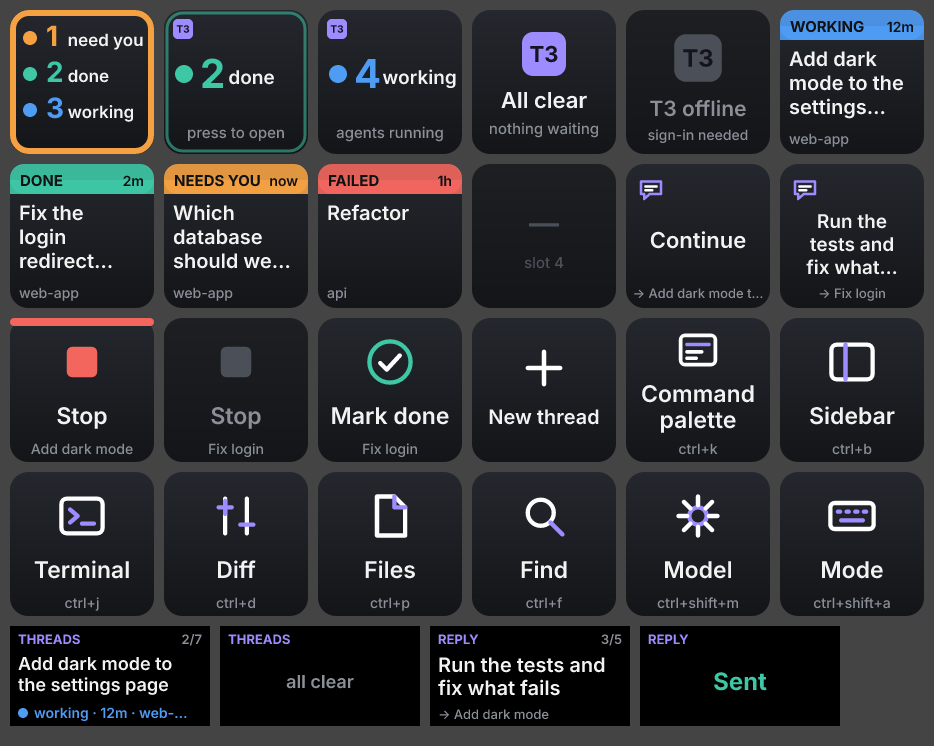 1 need you
2 done
3 working
T3
2 done
press to open
T3
4 working
agents running
T3
All clear
nothing waiting
T3
T3 offline
sign-in needed
WORKING 12m
Add dark
mode to the
settings...
web-app
DONE 2m
Fix the
login
redirect...
web-app
NEEDS YOU now
Which
database
should we...
web-app
FAILED 1h
Refactor
api
—
slot 4
Continue
→ Add dark mode t...
Run the
tests and
fix what...
→ Fix login
Stop
Add dark mode
Stop
Fix login
Mark done
Fix login
New thread
Command
palette
ctrl+k
Sidebar
ctrl+b
Terminal
ctrl+j
Diff
ctrl+d
Files
ctrl+p
Find
ctrl+f
Model
ctrl+shift+m
Mode
ctrl+shift+a
THREADS 2/7
Add dark mode to
the settings page
working · 12m · web-...
THREADS
all clear
REPLY 3/5
Run the tests and
fix what fails
→ Add dark mode
REPLY
Sent